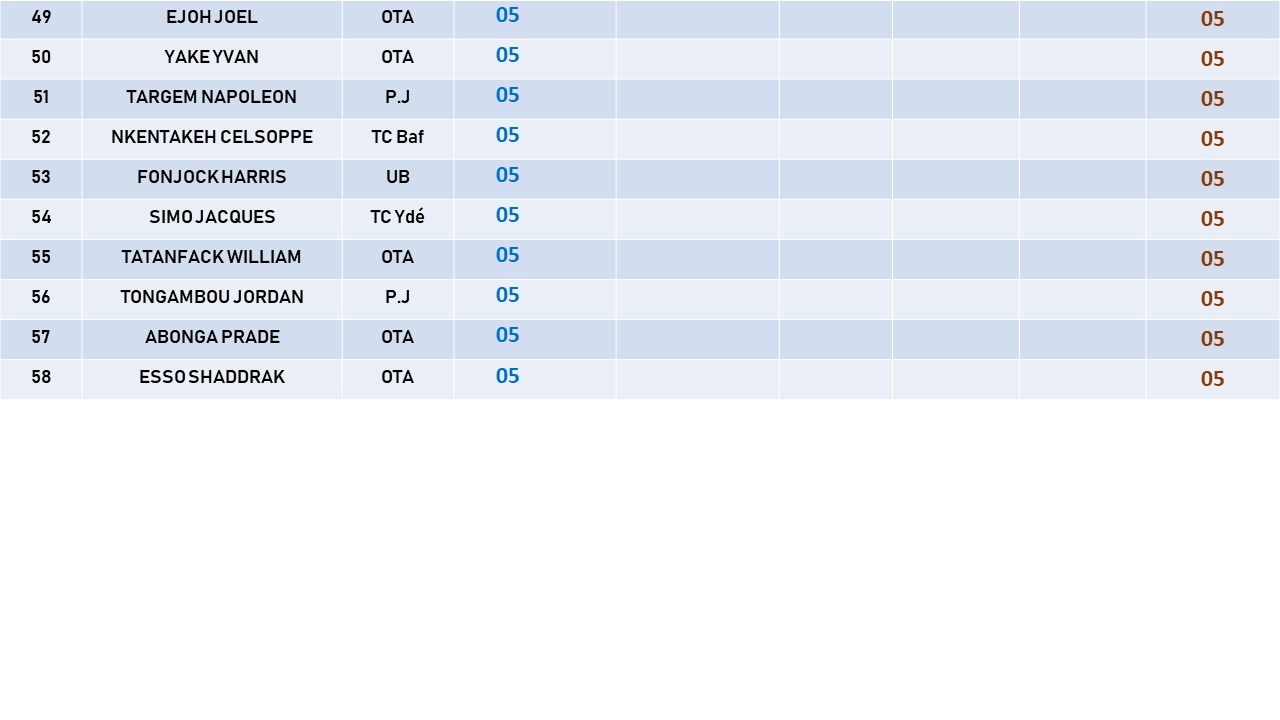 49 EJOH JOEL OTA 05 05
50 YAKE YVAN OTA 05 05
51 TARGEM NAPOLEON P.J 05 05
52 NKENTAKEH CELSOPPE TC Baf 05 05
53 FONJOCK HARRIS UB 05 05
54 SIMO JACQUES TC Ydé 05 05
55 TATANFACK WILLIAM OTA 05 05
56 TONGAMBOU JORDAN P.J 05 05
57 ABONGA PRADE OTA 05 05
58 ESSO SHADDRAK OTA 05 05